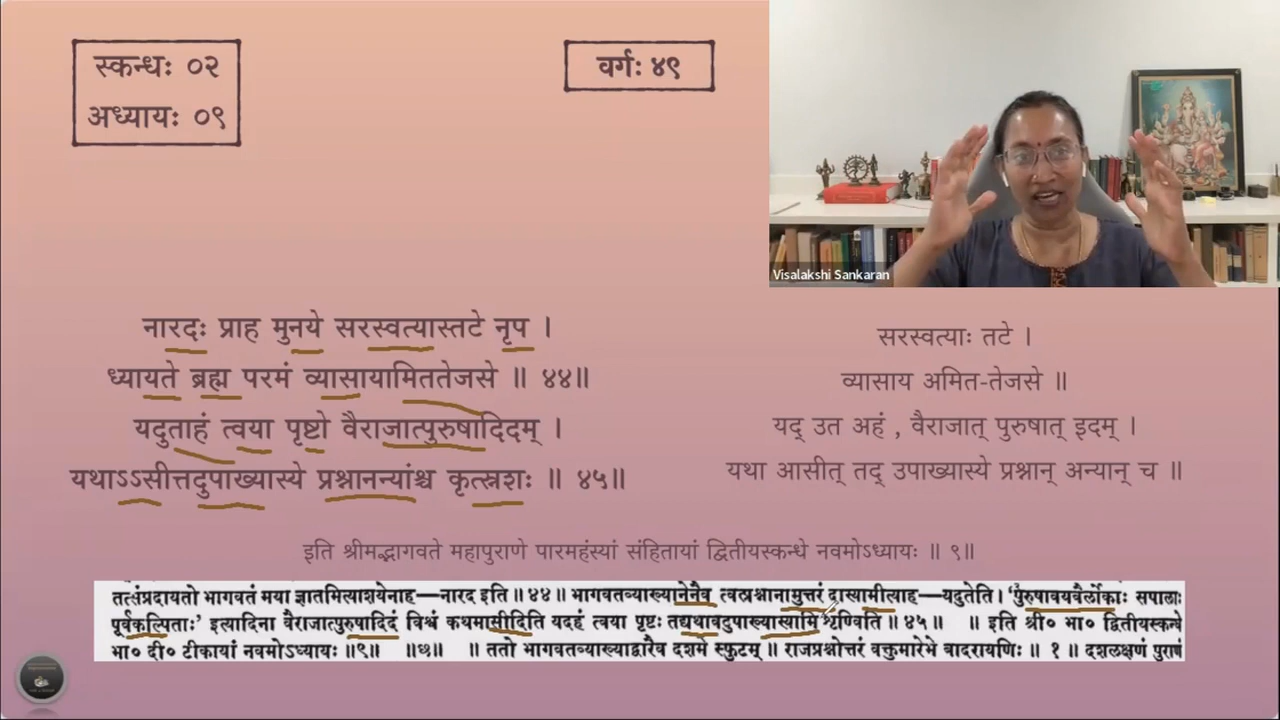 स्कन्धः ०२
अध्यायः ०९
वर्गः ४९
Visalakshi Sankaran
नारदः प्राह मुनये सरस्वत्यास्तटे नृप ।
ध्यायते ब्रह्म परमं व्यासायामिततेजसे ॥ ४४॥
यदुताहं त्वया पृष्टो वैराजात्पुरुषादिदम् ।
यथाऽऽसीत्तदुपाख्यास्ये प्रश्नानन्यांश्च कृत्स्नशः ॥ ४५॥
सरस्वत्याः तटे ।
व्यासाय अमित-तेजसे ॥
यद् उत अहं , वैराजात् पुरुषात् इदम् ।
यथा आसीत् तद् उपाख्यास्ये प्रश्नान् अन्यान् च ॥
इति श्रीमद्भागवते महापुराणे पारमहंस्यां संहितायां द्वितीयस्कन्धे नवमोऽध्यायः ॥ ९॥
तत्संप्रदायतो भागवतं मया ज्ञातमित्याशयेनाह—नारद इति ॥ ४४ ॥ भागवतव्याख्यानेनैव त्वत्प्रश्नानामुत्तरं दास्यामीत्याह—यदुतेति । 'पुरुषावयवैर्लोकाः सपालाः
पूर्वकल्पिताः' इत्यादिना वैराजात्पुरुषादिदं विश्वं कथमासीदिति यदहं त्वया पृष्टः तद्यथावदुपाख्यास्यामि शृण्विति ॥ ४५ ॥ ॥ इति श्री० भा० द्वितीयस्कन्धे
भा० दी० टीकायां नवमोऽध्यायः ॥९॥ ॥छ॥ ॥ ततो भागवतव्याख्याद्वारैव दशमे स्फुटम् ॥ राजप्रश्नोत्तरं वक्तुमारेभे बादरायणिः ॥ १ ॥ दशलक्षणं पुराणं